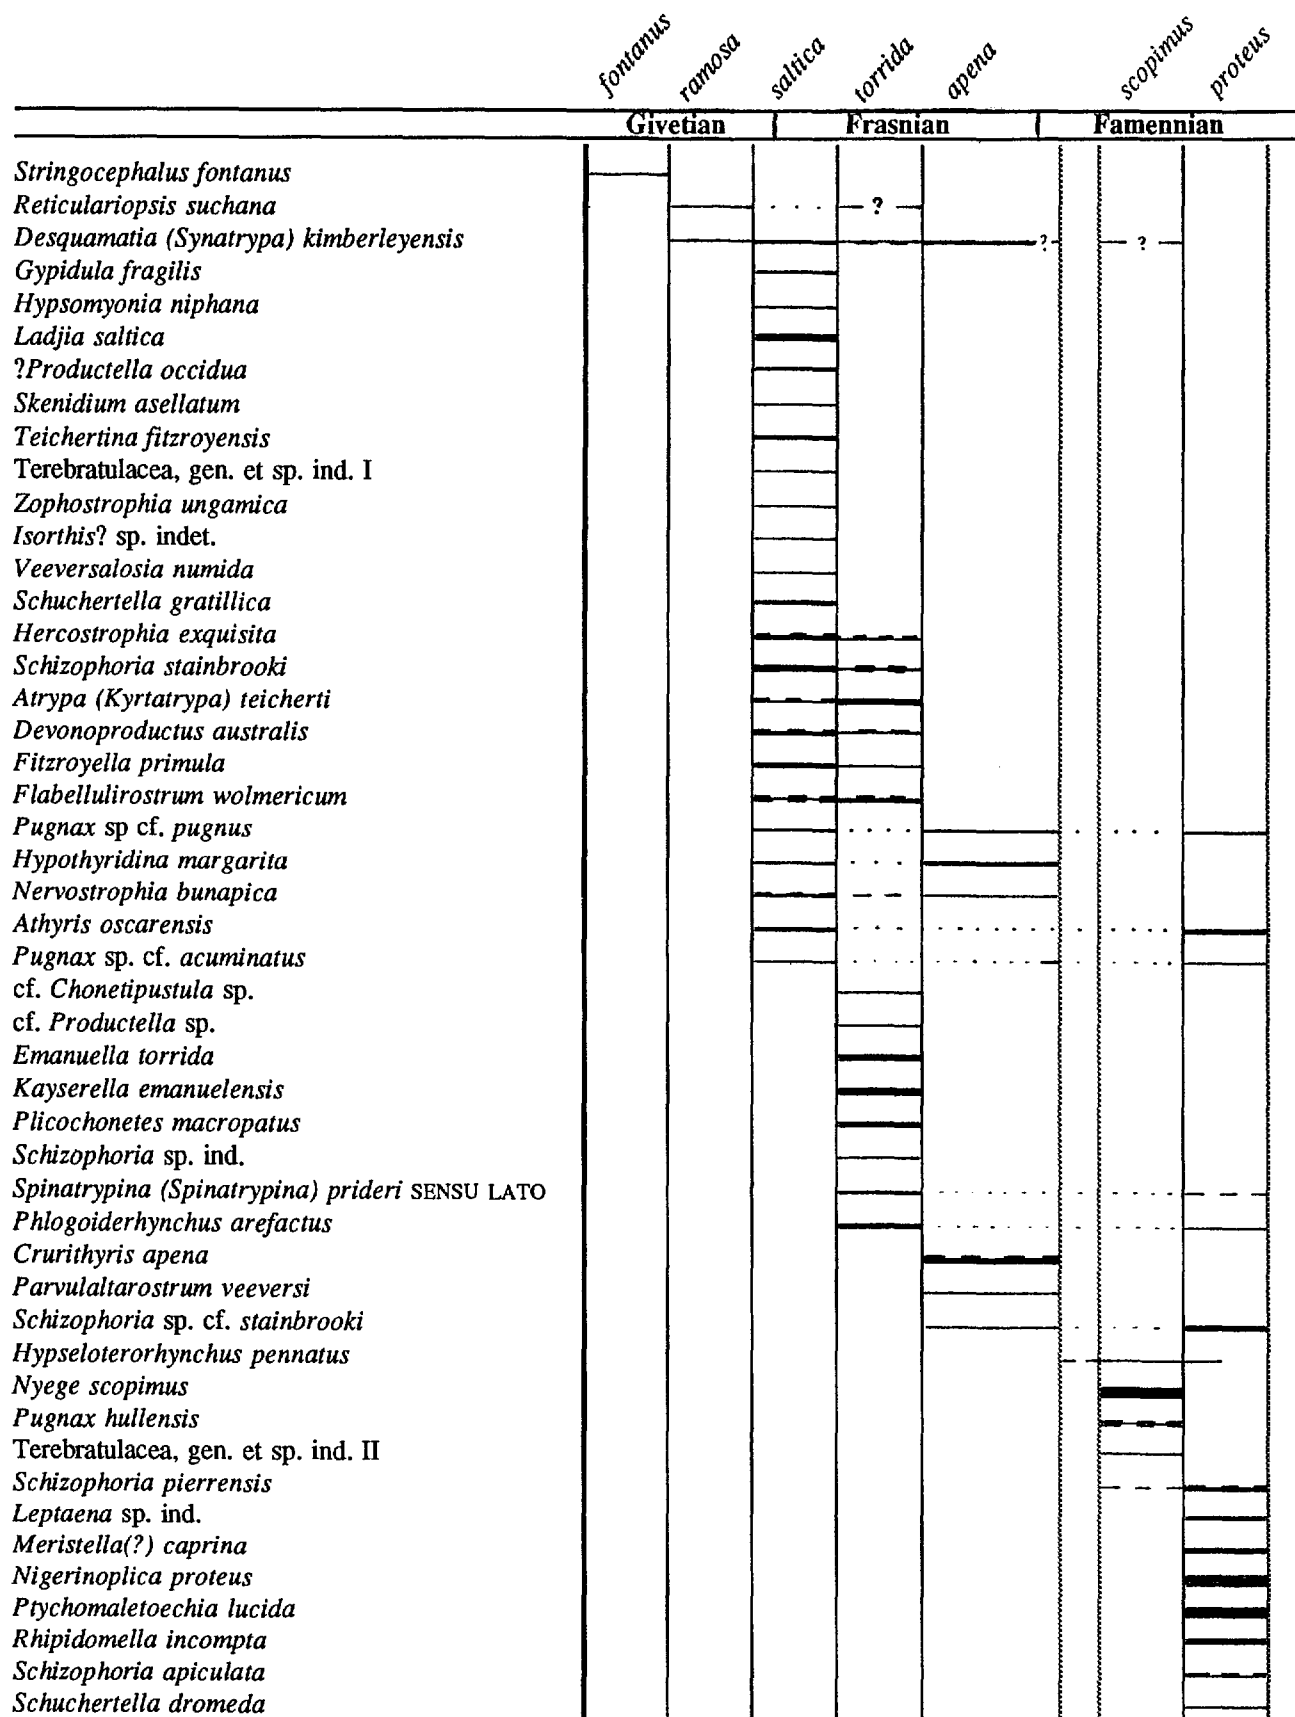 fontanus ramosa saltica torrida apena scopimus proteus
Givetian Frasnian Famennian
Stringocephalus fontanus
Reticulariopsis suchana ?
Desquamatia (Synatrypa) kimberleyensis ? ?
Gypidula fragilis
Hypsomyonia niphana
Ladjia saltica
?Productella occidua
Skenidium asellatum
Teichertina fitzroyensis
Terebratulacea, gen. et sp. ind. I
Zophostrophia ungamica
Isorthis? sp. indet.
Veeversalosia numida
Schuchertella gratillica
Hercostrophia exquisita
Schizophoria stainbrooki
Atrypa (Kyrtatrypa) teicherti
Devonoproductus australis
Fitzroyella primula
Flabellulirostrum wolmericum
Pugnax sp cf. pugnus
Hypothyridina margarita
Nervostrophia bunapica
Athyris oscarensis
Pugnax sp. cf. acuminatus
cf. Chonetipustula sp.
cf. Productella sp.
Emanuella torrida
Kayserella emanuelensis
Plicochonetes macropatus
Schizophoria sp. ind.
Spinatrypina (Spinatrypina) prideri SENSU LATO
Phlogoiderhynchus arefactus
Crurithyris apena
Parvulaltarostrum veeversi
Schizophoria sp. cf. stainbrooki
Hypseloterorhynchus pennatus
Nyege scopimus
Pugnax hullensis
Terebratulacea, gen. et sp. ind. II
Schizophoria pierrensis
Leptaena sp. ind.
Meristella(?) caprina
Nigerinoplica proteus
Ptychomaletoechia lucida
Rhipidomella incompta
Schizophoria apiculata
Schuchertella dromeda